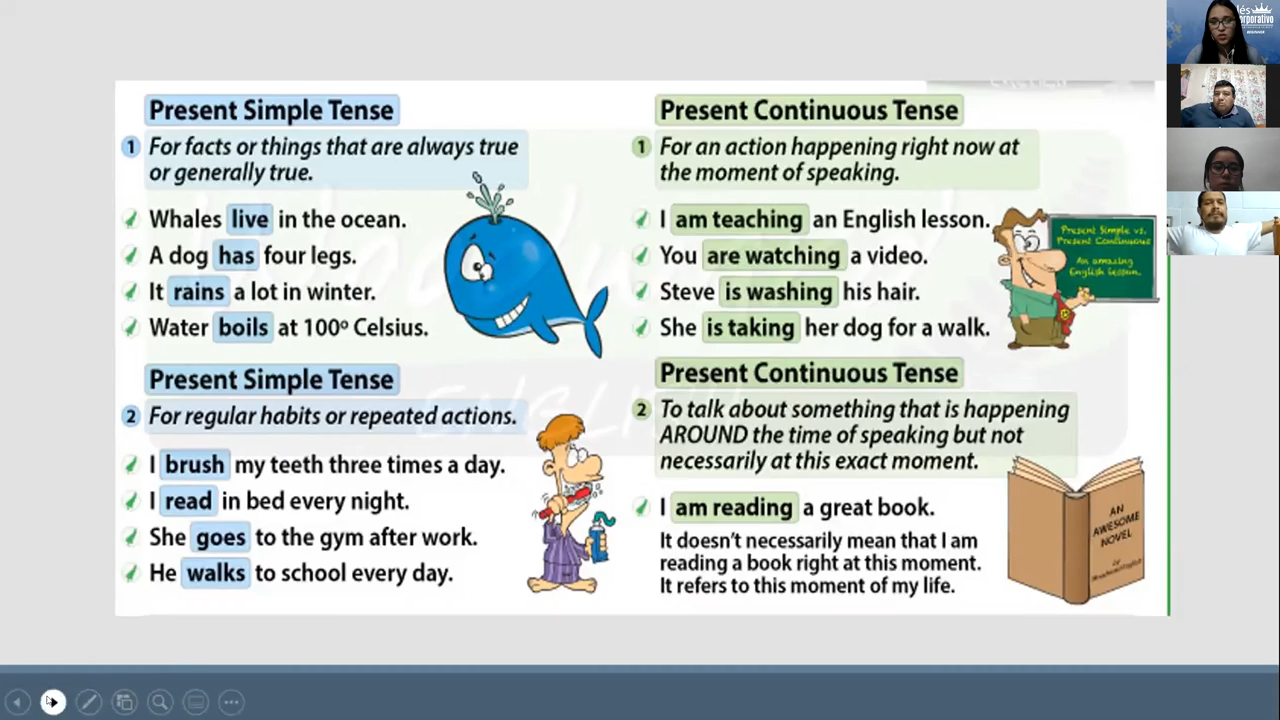 Present Simple Tense
1 For facts or things that are always true
or generally true.
Whales live in the ocean.
A dog has four legs.
It rains a lot in winter.
Water boils at 100º Celsius.
Present Simple Tense
2 For regular habits or repeated actions.
I brush my teeth three times a day.
I read in bed every night.
She goes to the gym after work.
He walks to school every day.
Present Continuous Tense
1 For an action happening right now at
the moment of speaking.
I am teaching an English lesson.
You are watching a video.
Steve is washing his hair.
She is taking her dog for a walk.
Present Simple vs.
Present Continuous
An amazing
English lesson.
Present Continuous Tense
2 To talk about something that is happening
AROUND the time of speaking but not
necessarily at this exact moment.
I am reading a great book.
It doesn't necessarily mean that I am
reading a book right at this moment.
It refers to this moment of my life.
AN
AWESOME
NOVEL
by